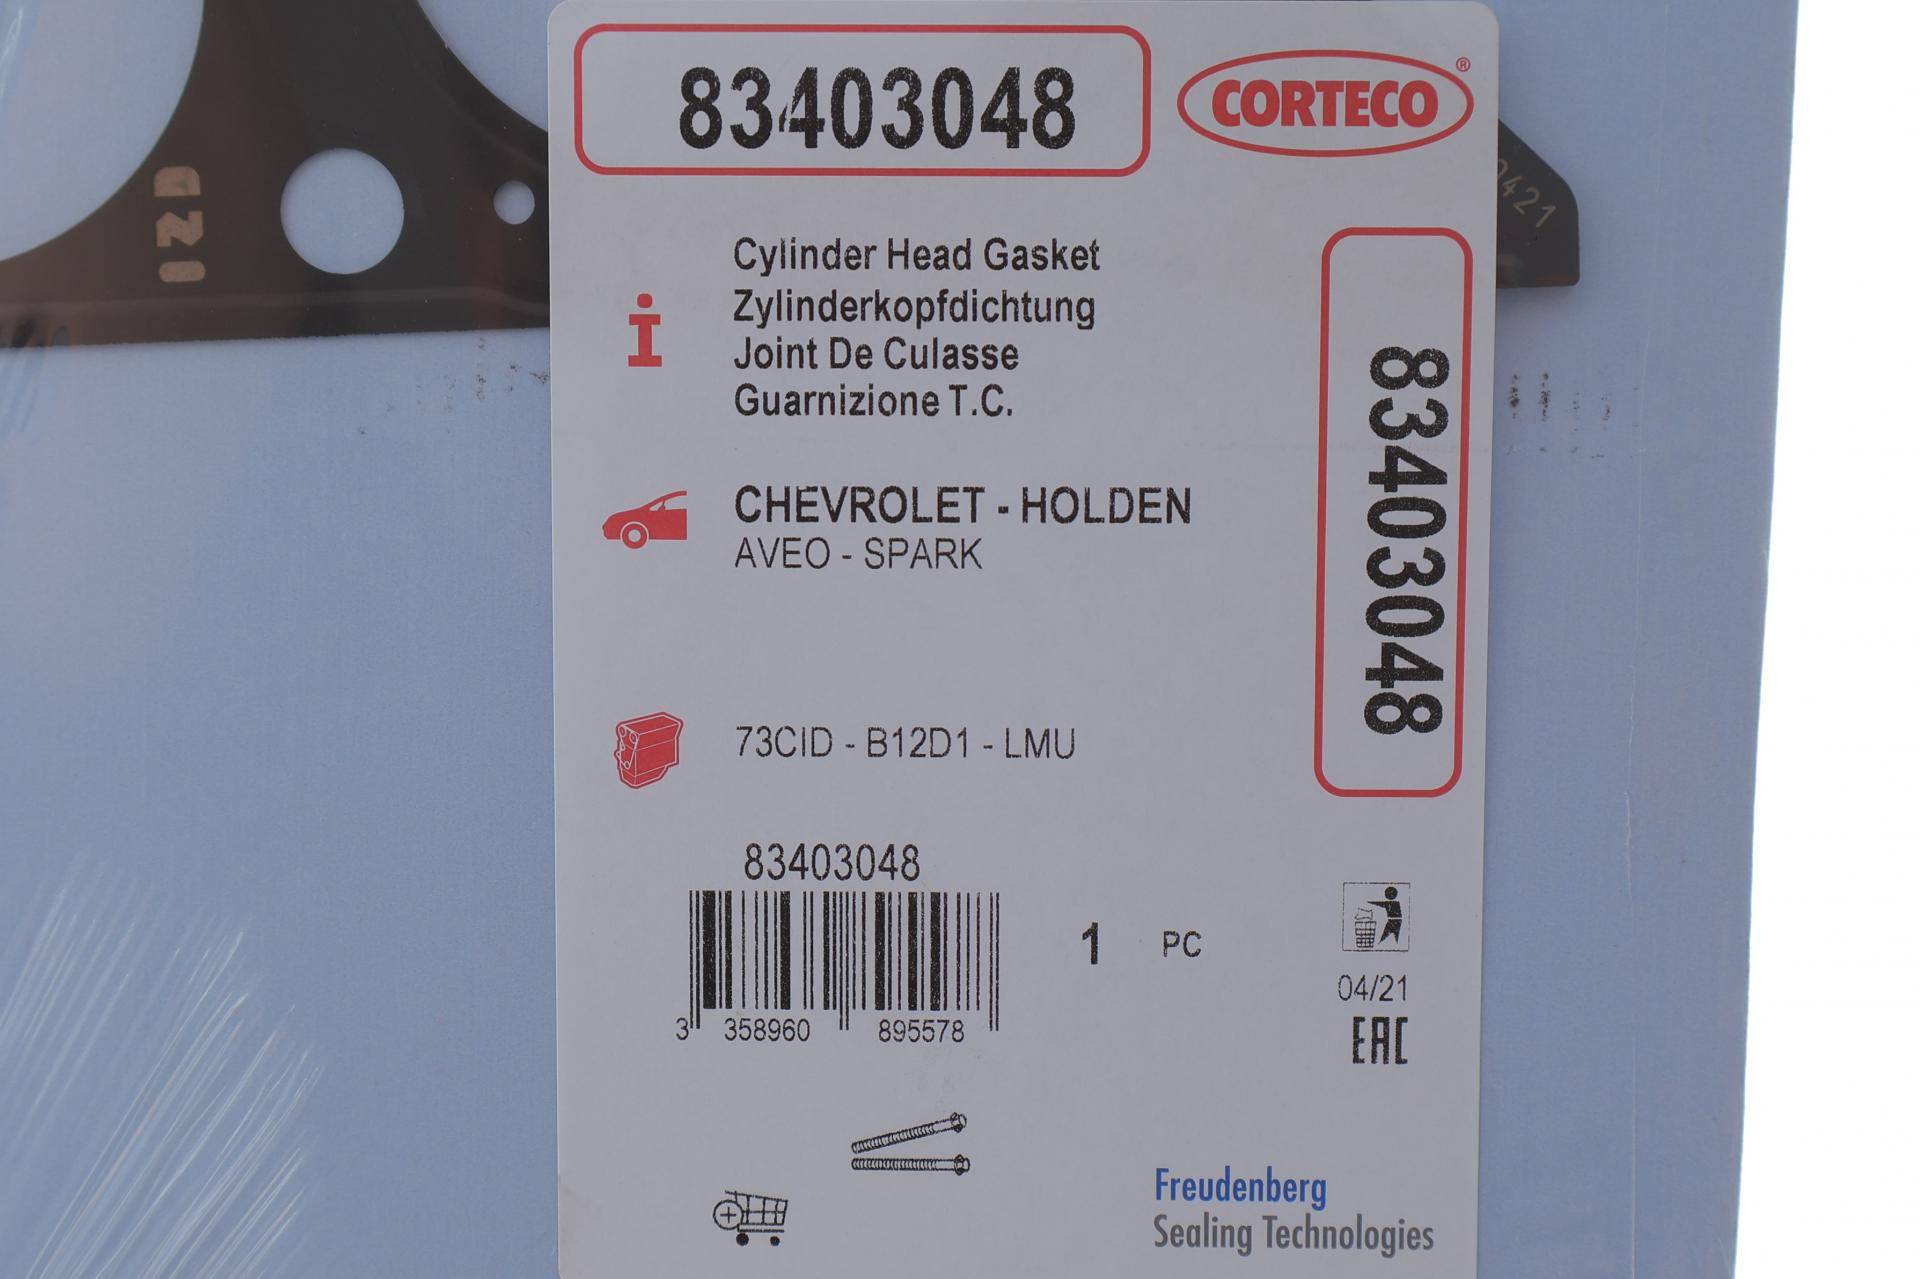 83403048
CORTECO®
Cylinder Head Gasket
Zylinderkopfdichtung
Joint De Culasse
Guarnizione T.C.
CHEVROLET - HOLDEN
AVEO - SPARK
83403048
73CID - B12D1 - LMU
83403048
3 358960 895578
1 PC
04/21
EAC
Freudenberg
Sealing Technologies
0421